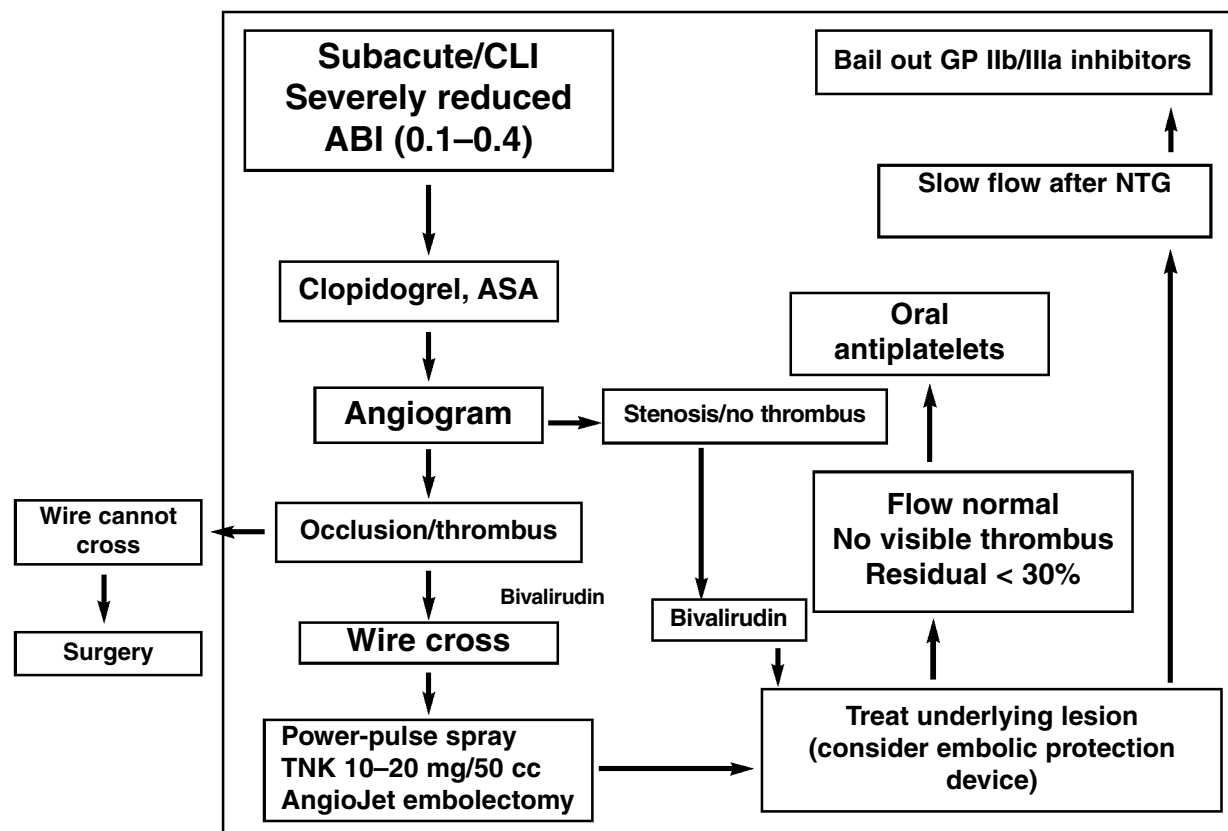 Subacute/CLI
Severely reduced
ABI (0.1–0.4)
Clopidogrel, ASA
Angiogram
Stenosis/no thrombus
Occlusion/thrombus
Wire cannot
cross
Surgery
Bivalirudin
Wire cross
Power-pulse spray
TNK 10–20 mg/50 cc
AngioJet embolectomy
Bivalirudin
Treat underlying lesion
(consider embolic protection
device)
Flow normal
No visible thrombus
Residual < 30%
Oral
antiplatelets
Slow flow after NTG
Bail out GP IIb/IIIa inhibitors